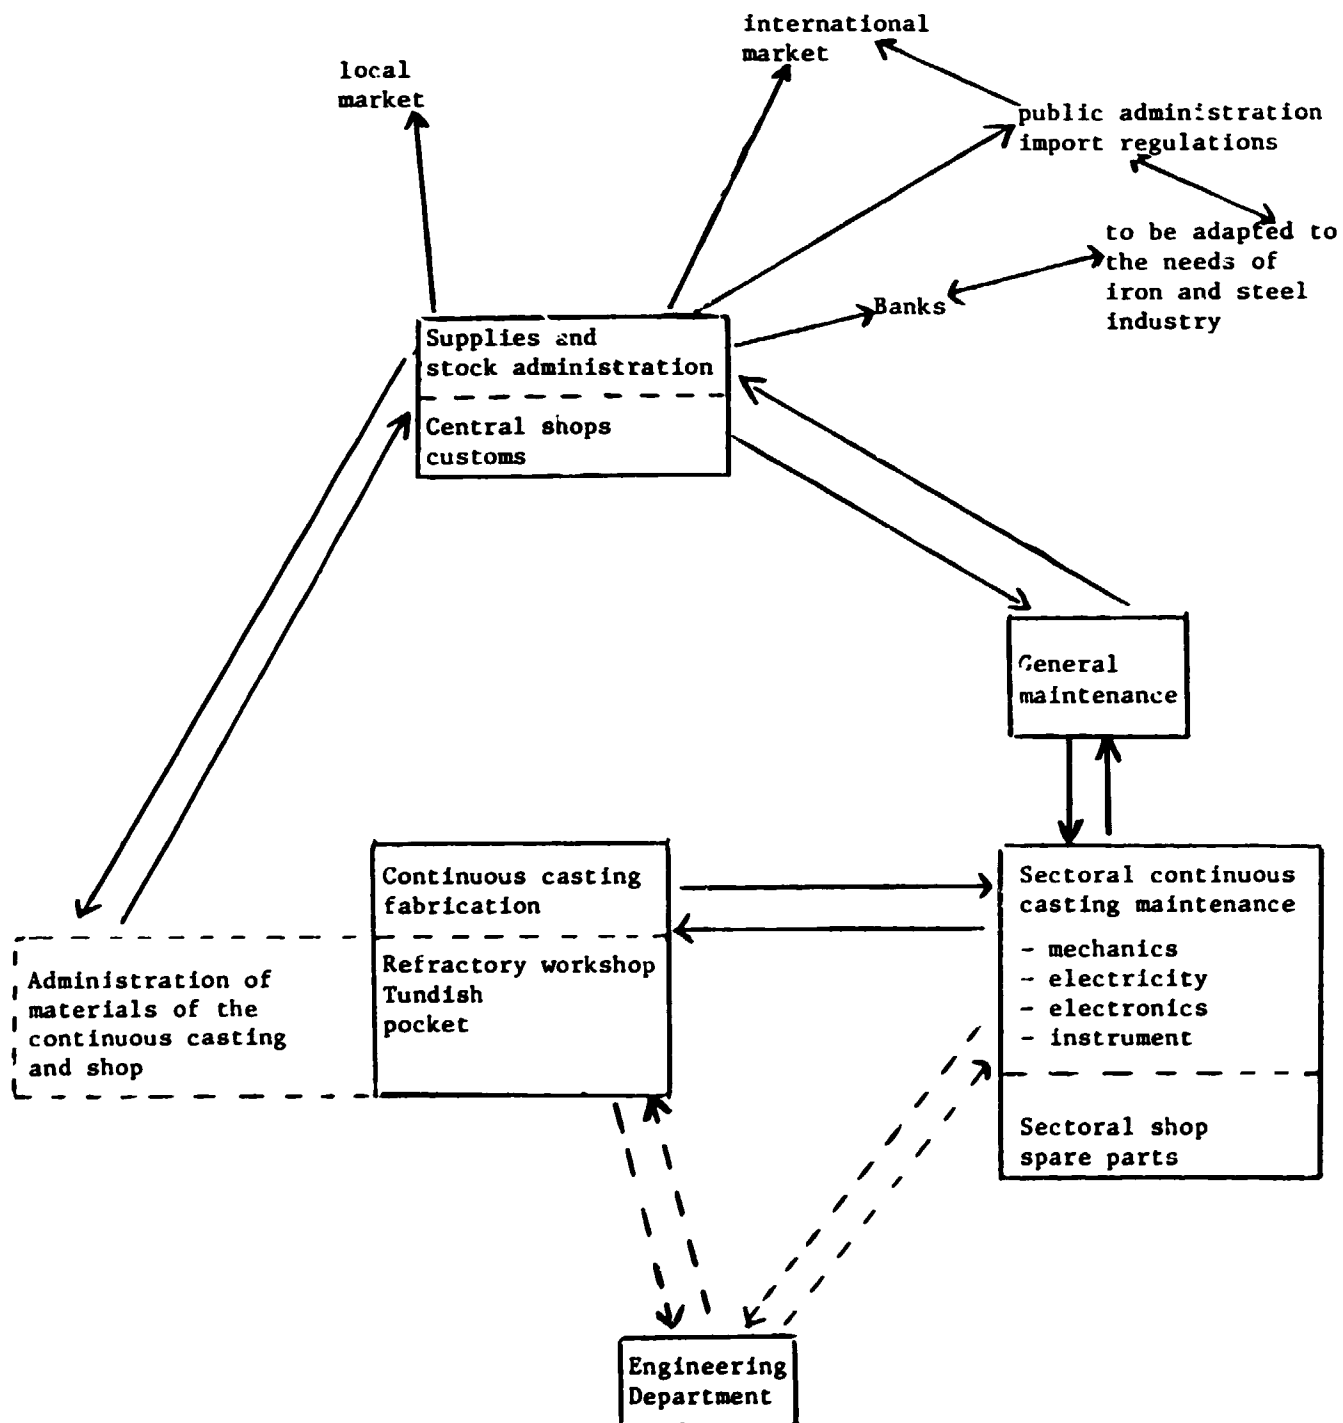 international
market
local
market
public administration
import regulations
to be adapted to
the needs of
iron and steel
industry
Banks
Supplies and
stock administration
Central shops
customs
General
maintenance
Continuous casting
fabrication
Refractory workshop
Tundish
pocket
Sectoral continuous
casting maintenance
- mechanics
- electricity
- electronics
- instrument
Sectoral shop
spare parts
Administration of
materials of the
continuous casting
and shop
Engineering
Department